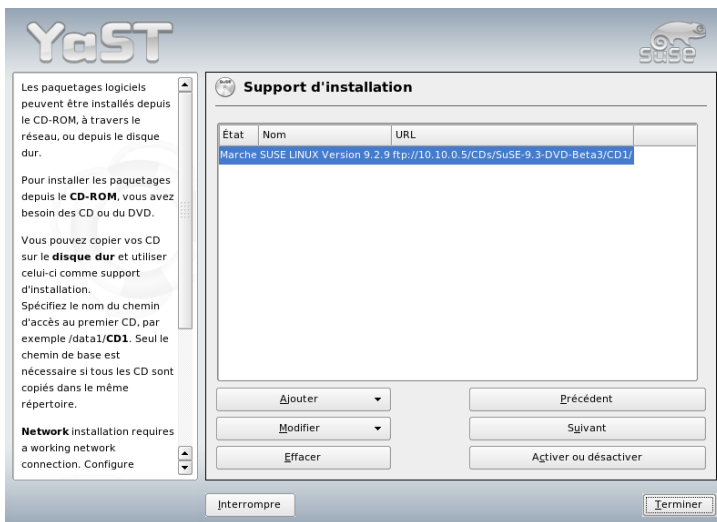 YaST
SUSE
Les paquetages logiciels
peuvent être installés depuis
le CD-ROM, à travers le
réseau, ou depuis le disque
dur.
Pour installer les paquetages
depuis le CD-ROM, vous avez
besoin des CD ou du DVD.
Vous pouvez copier vos CD
sur le disque dur et utiliser
celui-ci comme support
d'installation.
Spécifiez le nom du chemin
d'accès au premier CD, par
exemple /data1/CD1. Seul le
chemin de base est
nécessaire si tous les CD sont
copiés dans le même
répertoire.
Network installation requires
a working network
connection. Configure
Support d'installation
État Nom URL
Marche SUSE LINUX Version 9.2.9 ftp://10.10.0.5/CDs/SuSE-9.3-DVD-Beta3/CD1/
Ajouter Précédent
Modifier Suivant
Effacer Activer ou désactiver
Interrompre Terminer